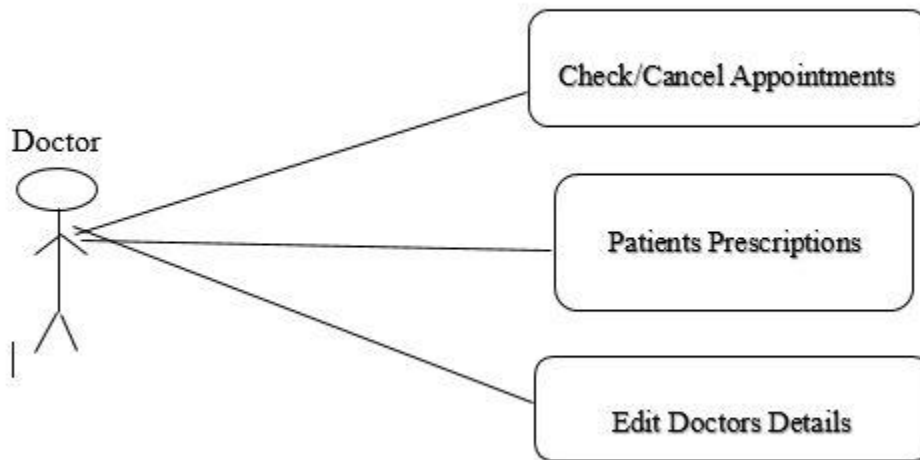 Check/Cancel Appointments
Doctor
Patients Prescriptions
Edit Doctors Details